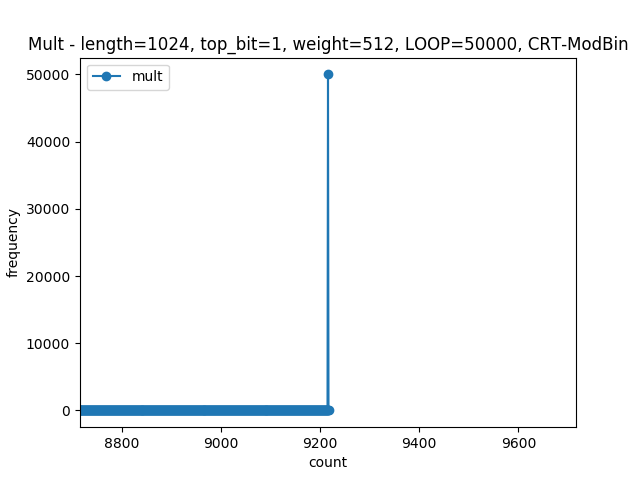 Mult - length=1024, top_bit=1, weight=512, LOOP=50000, CRT-ModBin
mult
50000
40000
30000
20000
10000
0
frequency
8800 9000 9200 9400 9600
count